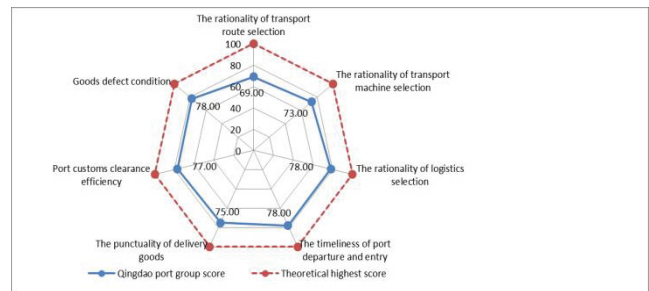 The rationality of transport
route selection
100
80
60
69.00
40
20
0
The rationality of transport
machine selection
73.00
The rationality of logistics
selection
78.00
The timeliness of port
departure and entry
78.00
The punctuality of delivery
goods
75.00
Port customs clearance
efficiency
77.00
Goods defect condition
78.00
Qingdao port group score
Theoretical highest score